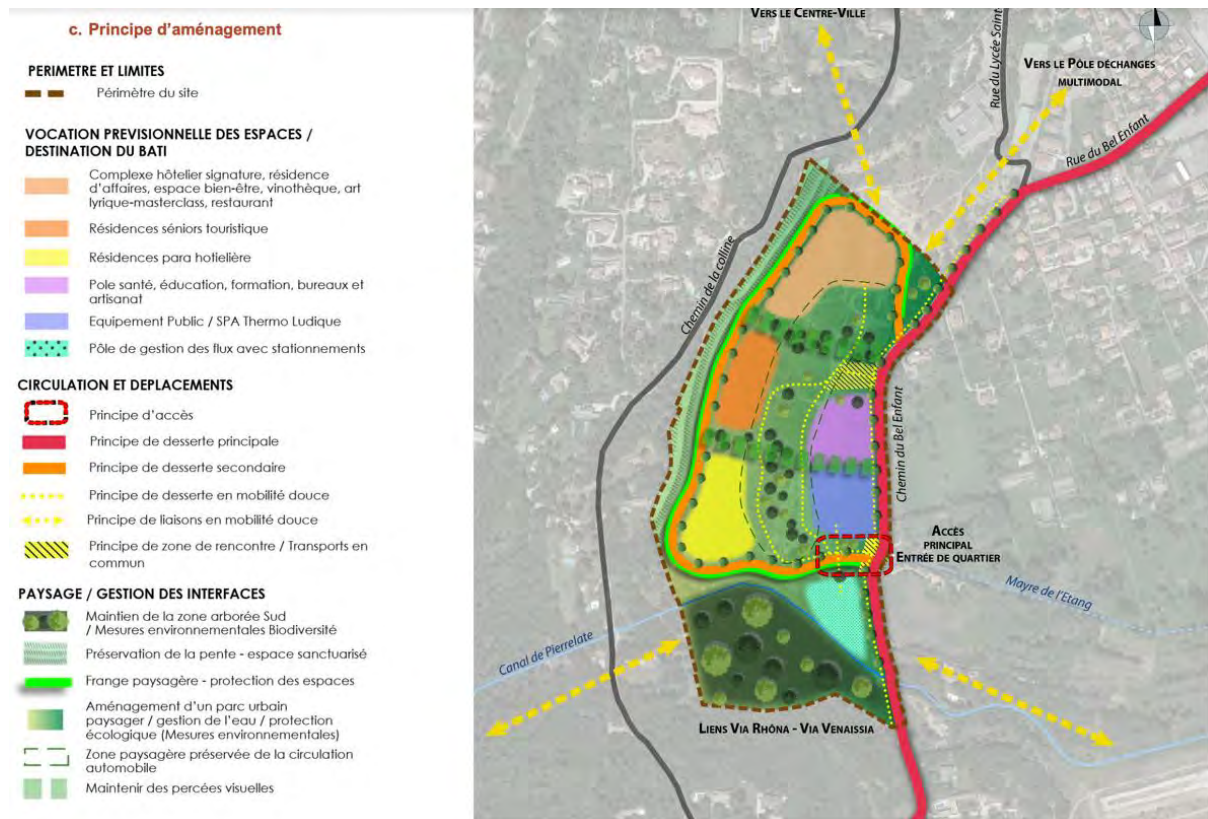 c. Principe d'aménagement
PERIMETRE ET LIMITES
Périmètre du site
VOCATION PREVISIONNELLE DES ESPACES /
DESTINATION DU BATI
Complexe hôtelier signature, résidence
d'affaires, espace bien-être, vinothèque, art
lyrique-masterclass, restaurant
Résidences séniors touristique
Résidences para hotielière
Pole santé, éducation, formation, bureaux et
artisanat
Equipement Public / SPA Thermo Ludique
Pôle de gestion des flux avec stationnements
CIRCULATION ET DEPLACEMENTS
Principe d'accès
Principe de desserte principale
Principe de desserte secondaire
Principe de desserte en mobilité douce
Principe de liaisons en mobilité douce
Principe de zone de rencontre / Transports en
commun
PAYSAGE / GESTION DES INTERFACES
Maintien de la zone arborée Sud
/ Mesures environnementales Biodiversité
Préservation de la pente - espace sanctuarisé
Frange paysagère - protection des espaces
Aménagement d'un parc urbain
paysager / gestion de l'eau / protection
écologique (Mesures environnementales)
Zone paysagère préservée de la circulation
automobile
Maintenir des percées visuelles
VERS LE CENTRE-VILLE
Rue du Lycée Saint
VERS LE PÔLE DÉCHANGES
MULTIMODAL
Rue du Bel Enfant
Chemin de la colline
Chemin du Bel Enfant
ACCÈS
PRINCIPAL
ENTRÉE DE QUARTIER
Mayre de l'Etang
Canal de Pierrelate
LIENS VIA RHÔNA - VIA VENAISSIA